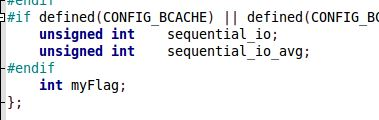 #endif
#if defined(CONFIG_BCACHE) || defined(CONFIG_BC
unsigned int sequential_io;
unsigned int sequential_io_avg;
#endif
int myFlag;
};